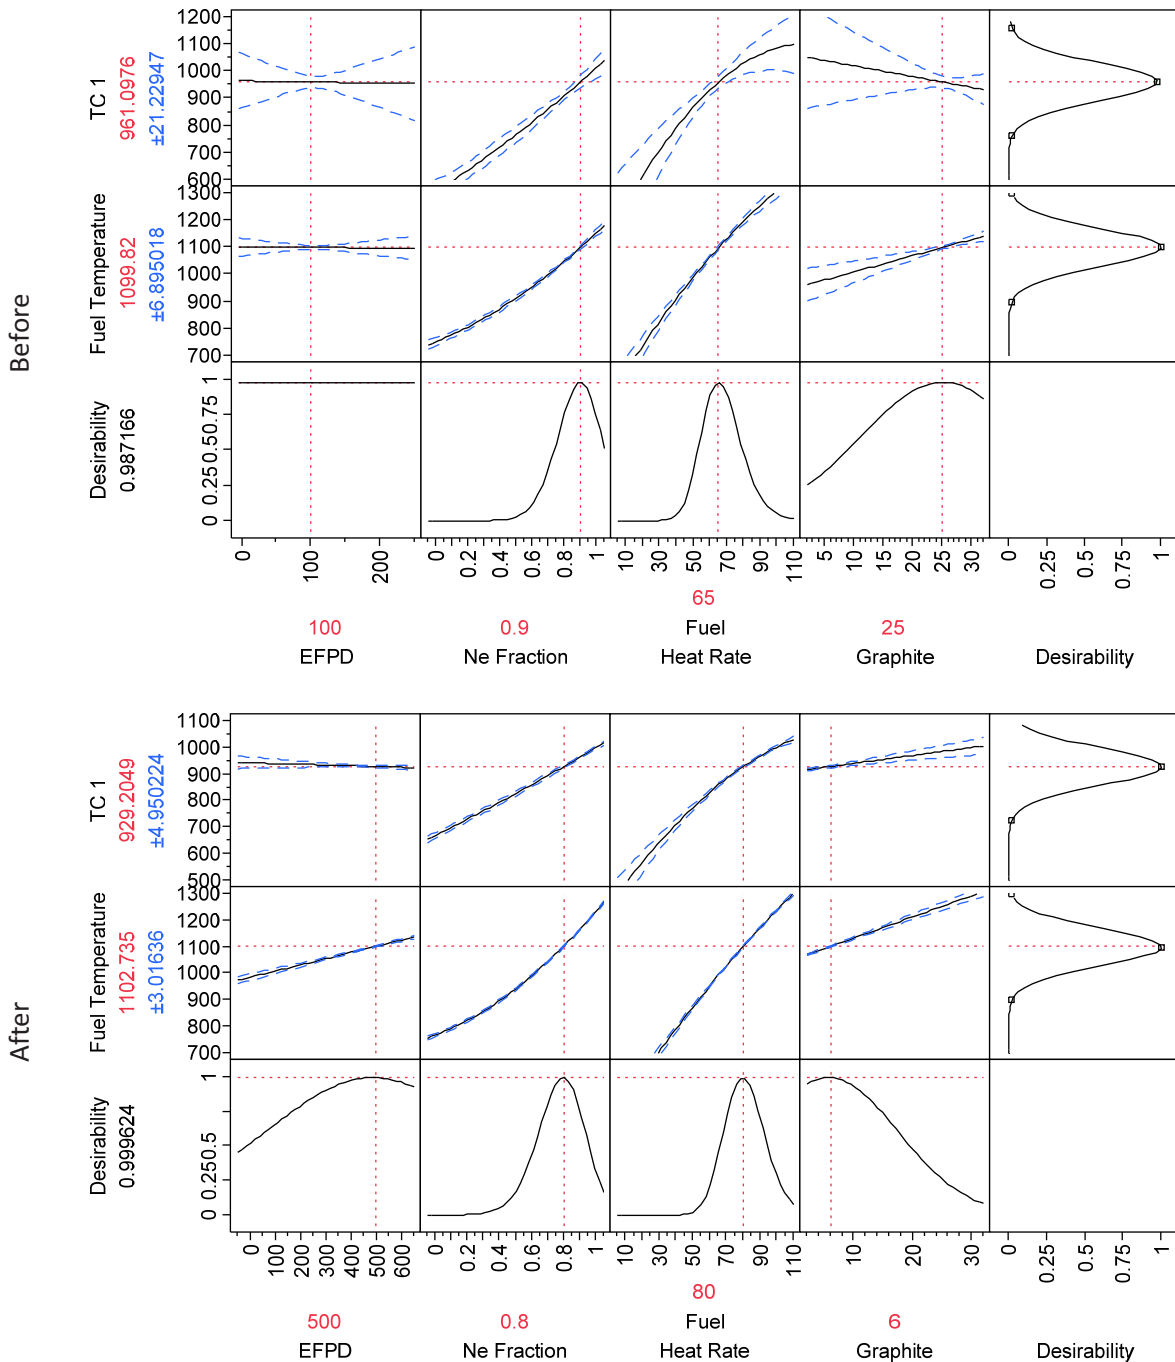 Before
TC 1
961.0976
±21.22947
1200
1100
1000
900
800
700
600
Fuel Temperature
1099.82
±6.895018
1300
1200
1100
1000
900
800
700
Desirability
0.987166
1
0.75
0.5
0.25
0
0 100 200
0 0.2 0.4 0.6 0.8 1
10 30 50 70 90 110
5 10 15 20 25 30
0 0.25 0.5 0.75 1
65
100 0.9 Fuel 25
EFPD Ne Fraction Heat Rate Graphite Desirability
After
TC 1
929.2049
±4.950224
1100
1000
900
800
700
600
500
Fuel Temperature
1102.735
±3.01636
1300
1200
1100
1000
900
800
700
Desirability
0.999624
1
0.5
0.25
0
0 100 200 300 400 500 600
0 0.2 0.4 0.6 0.8 1
10 30 50 70 90 110
10 20 30
0 0.25 0.5 0.75 1
80
500 0.8 Fuel 6
EFPD Ne Fraction Heat Rate Graphite Desirability